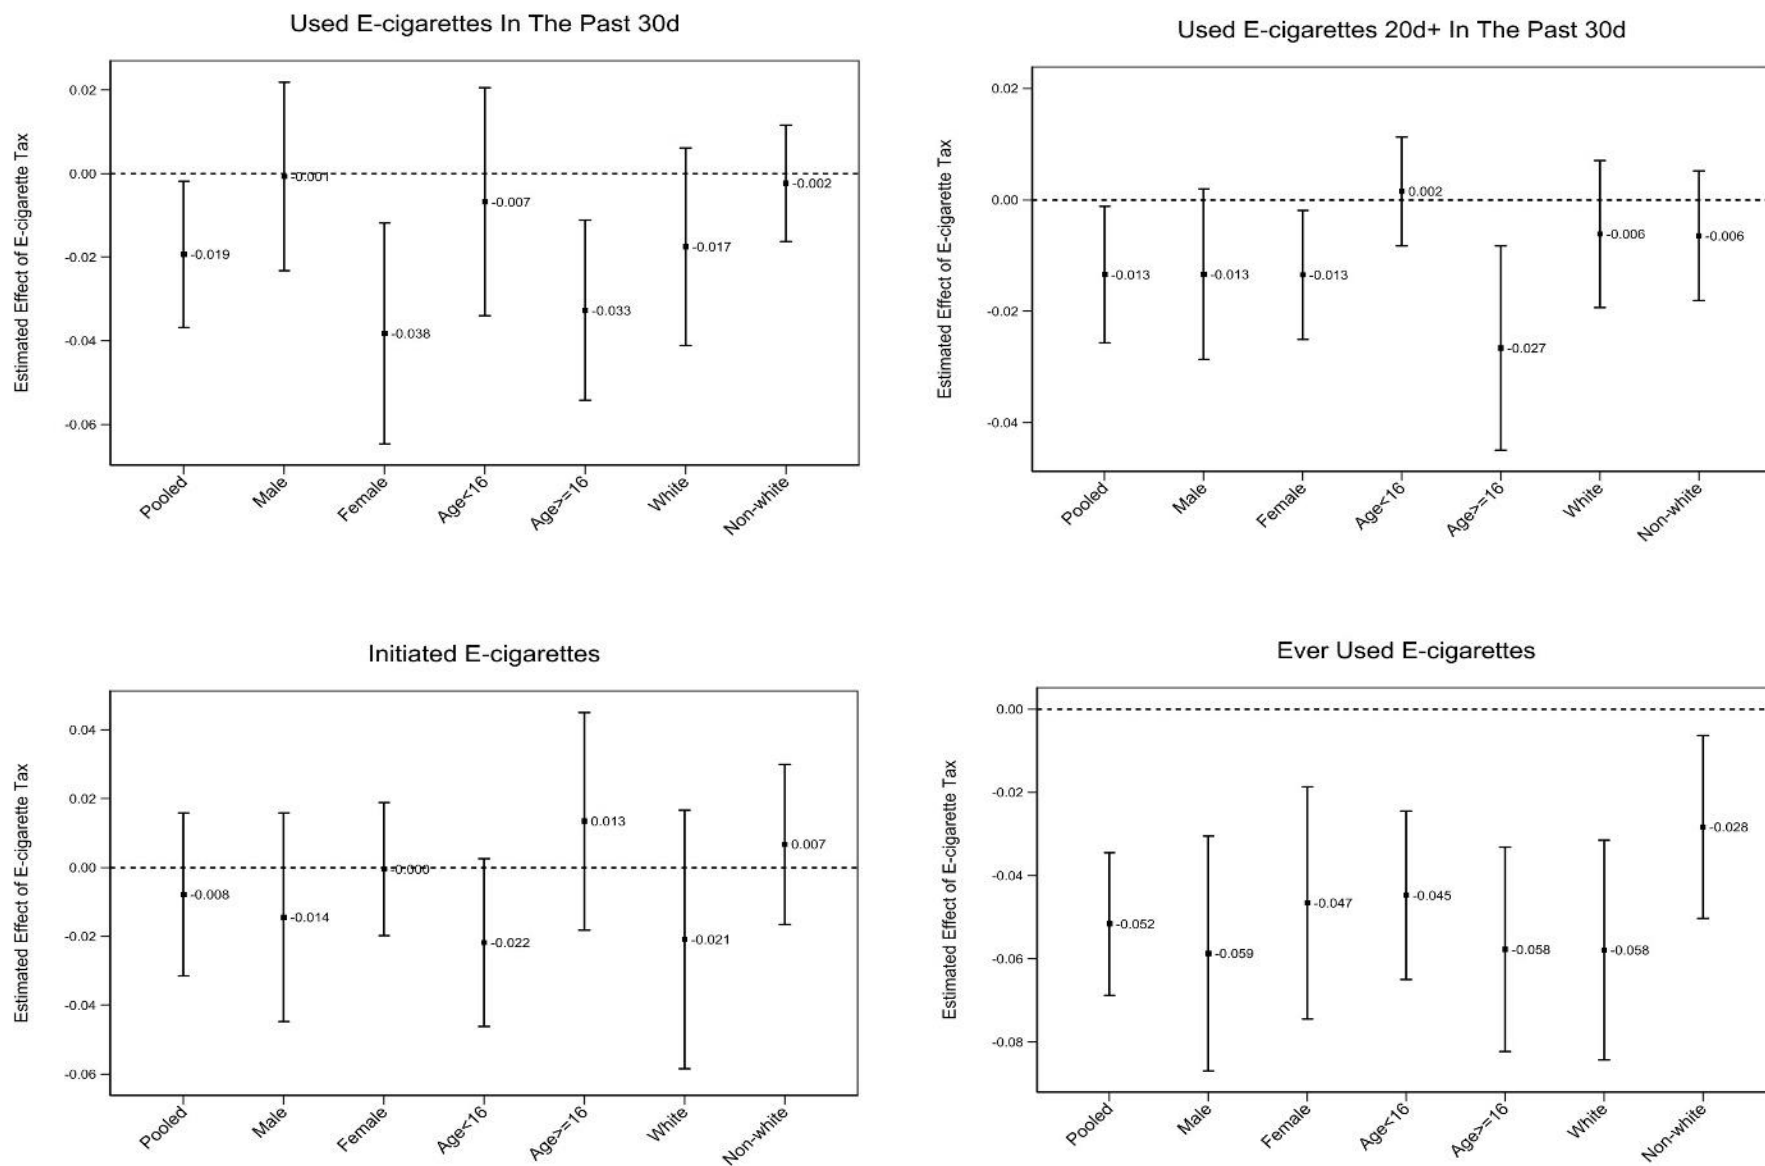 Used E-cigarettes In The Past 30d
Estimated Effect of E-cigarette Tax
0.02
0.00
-0.02
-0.04
-0.06
-0.019
-0.001
-0.038
-0.007
-0.033
-0.017
-0.002
Pooled
Male
Female
Age<16
Age>=16
White
Non-white
Used E-cigarettes 20d+ In The Past 30d
Estimated Effect of E-cigarette Tax
0.02
0.00
-0.02
-0.04
-0.013
-0.013
-0.013
0.002
-0.027
-0.006
-0.006
Pooled
Male
Female
Age<16
Age>=16
White
Non-white
Initiated E-cigarettes
Estimated Effect of E-cigarette Tax
0.04
0.02
0.00
-0.02
-0.04
-0.06
-0.008
-0.014
-0.000
-0.022
0.013
-0.021
0.007
Pooled
Male
Female
Age<16
Age>=16
White
Non-white
Ever Used E-cigarettes
Estimated Effect of E-cigarette Tax
0.00
-0.02
-0.04
-0.06
-0.08
-0.052
-0.059
-0.047
-0.045
-0.058
-0.058
-0.028
Pooled
Male
Female
Age<16
Age>=16
White
Non-white